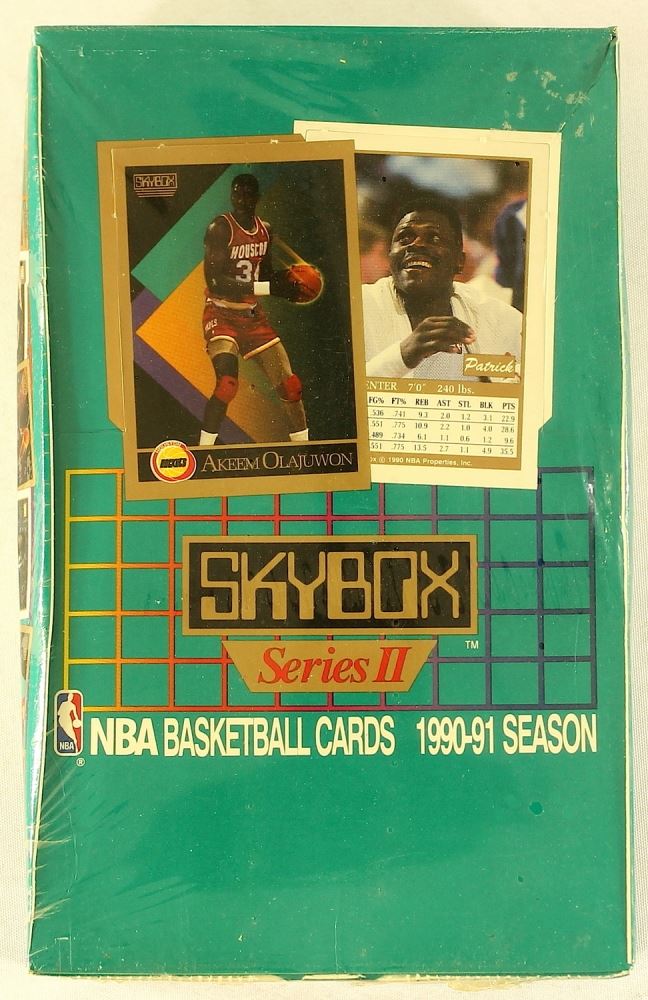 SKYBOX
HOUSTON
34
AKEEM OLAJUWON
Patrick
ENTER 7'0" 240 lbs.
FG% FT% REB AST STL BLK PTS
.536 .741 9.3 2.0 1.2 3.1 22.9
.551 .775 10.9 2.2 1.0 4.0 28.6
.489 .734 6.1 1.1 0.6 1.2 9.6
.551 .775 13.5 2.7 1.1 4.9 35.5
ox © 1990 NBA Properties, Inc.
SKYBOX
TM
Series II
NBA
®
NBA BASKETBALL CARDS 1990-91 SEASON